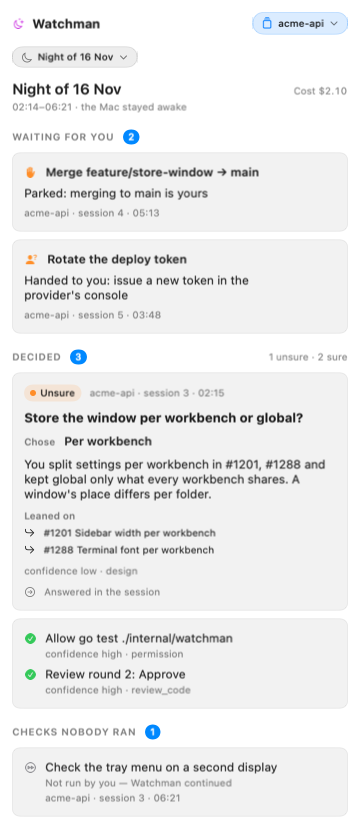 Watchman
acme-api
Night of 16 Nov
Night of 16 Nov
Cost $2.10
02:14–06:21 · the Mac stayed awake
WAITING FOR YOU 2
Merge feature/store-window → main
Parked: merging to main is yours
acme-api · session 4 · 05:13
Rotate the deploy token
Handed to you: issue a new token in the
provider's console
acme-api · session 5 · 03:48
DECIDED 3
1 unsure · 2 sure
Unsure acme-api · session 3 · 02:15
Store the window per workbench or global?
Chose Per workbench
You split settings per workbench in #1201, #1288 and
kept global only what every workbench shares. A
window's place differs per folder.
Leaned on
#1201 Sidebar width per workbench
#1288 Terminal font per workbench
confidence low · design
Answered in the session
Allow go test ./internal/watchman
confidence high · permission
Review round 2: Approve
confidence high · review_code
CHECKS NOBODY RAN 1
Check the tray menu on a second display
Not run by you — Watchman continued
acme-api · session 3 · 06:21